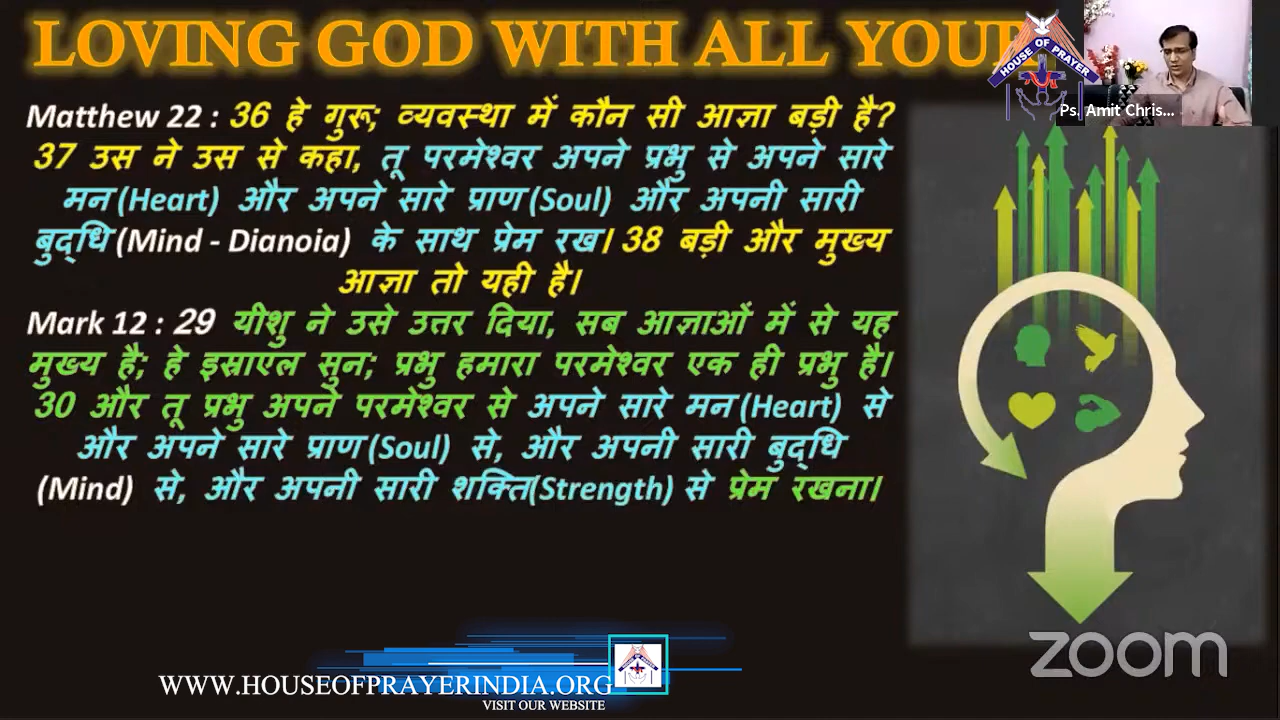 LOVING GOD WITH ALL YOUR
HOUSE OF PRAYER
Ps. Amit Chris...
Matthew 22 : 36 हे गुरू; व्यवस्था में कौन सी आज्ञा बड़ी है?
37 उस ने उस से कहा, तू परमेश्वर अपने प्रभु से अपने सारे
मन (Heart) और अपने सारे प्राण (Soul) और अपनी सारी
बुद्धि (Mind - Dianoia) के साथ प्रेम रख। 38 बड़ी और मुख्य
आज्ञा तो यही है।
Mark 12 : 29 यीशु ने उसे उत्तर दिया, सब आज्ञाओं में से यह
मुख्य है; हे इस्राएल सुन; प्रभु हमारा परमेश्वर एक ही प्रभु है।
30 और तू प्रभु अपने परमेश्वर से अपने सारे मन (Heart) से
और अपने सारे प्राण (Soul) से, और अपनी सारी बुद्धि
(Mind) से, और अपनी सारी शक्ति(Strength) से प्रेम रखना।
zoom
WWW.HOUSEOFPRAYERINDIA.ORG
VISIT OUR WEBSITE